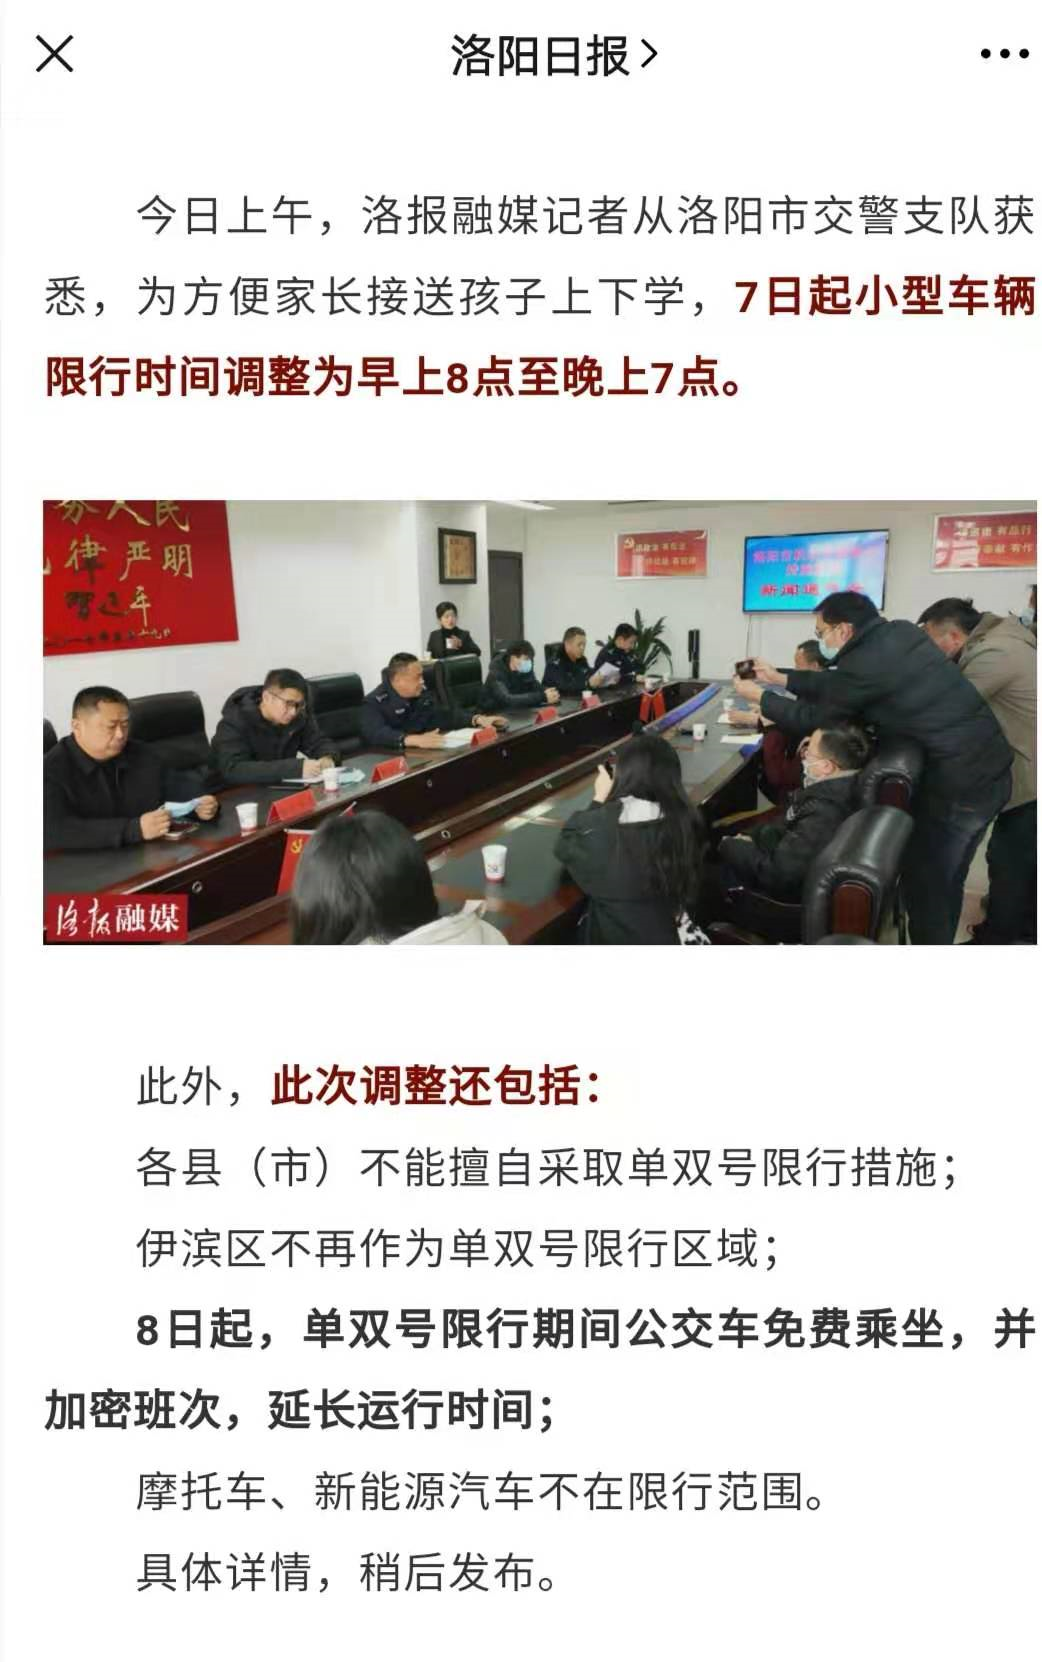 洛阳日报
今日上午，洛报融媒记者从洛阳市交警支队获
悉，为方便家长接送孩子上下学，7日起小型车辆
限行时间调整为早上8点至晚上7点。
律严明
洛报融媒
此外，此次调整还包括：
各县（市）不能擅自采取单双号限行措施；
伊滨区不再作为单双号限行区域；
8日起，单双号限行期间公交车免费乘坐，并
加密班次，延长运行时间；
摩托车、新能源汽车不在限行范围。
具体详情，稍后发布。